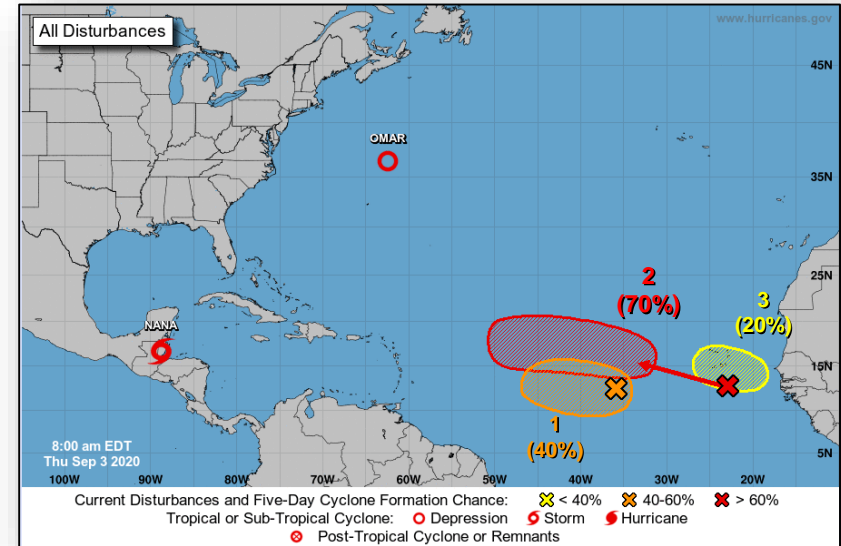 All Disturbances
www.hurricanes.gov
45N
OMAR
35N
25N
2
(70%)
3
(20%)
NANA
15N
1
(40%)
8:00 am EDT
Thu Sep 3 2020
5N
100W 90W 80W 70W 60W 50W 40W 30W 20W
Current Disturbances and Five-Day Cyclone Formation Chance: < 40% 40-60% > 60%
Tropical or Sub-Tropical Cyclone: Depression Storm Hurricane
Post-Tropical Cyclone or Remnants